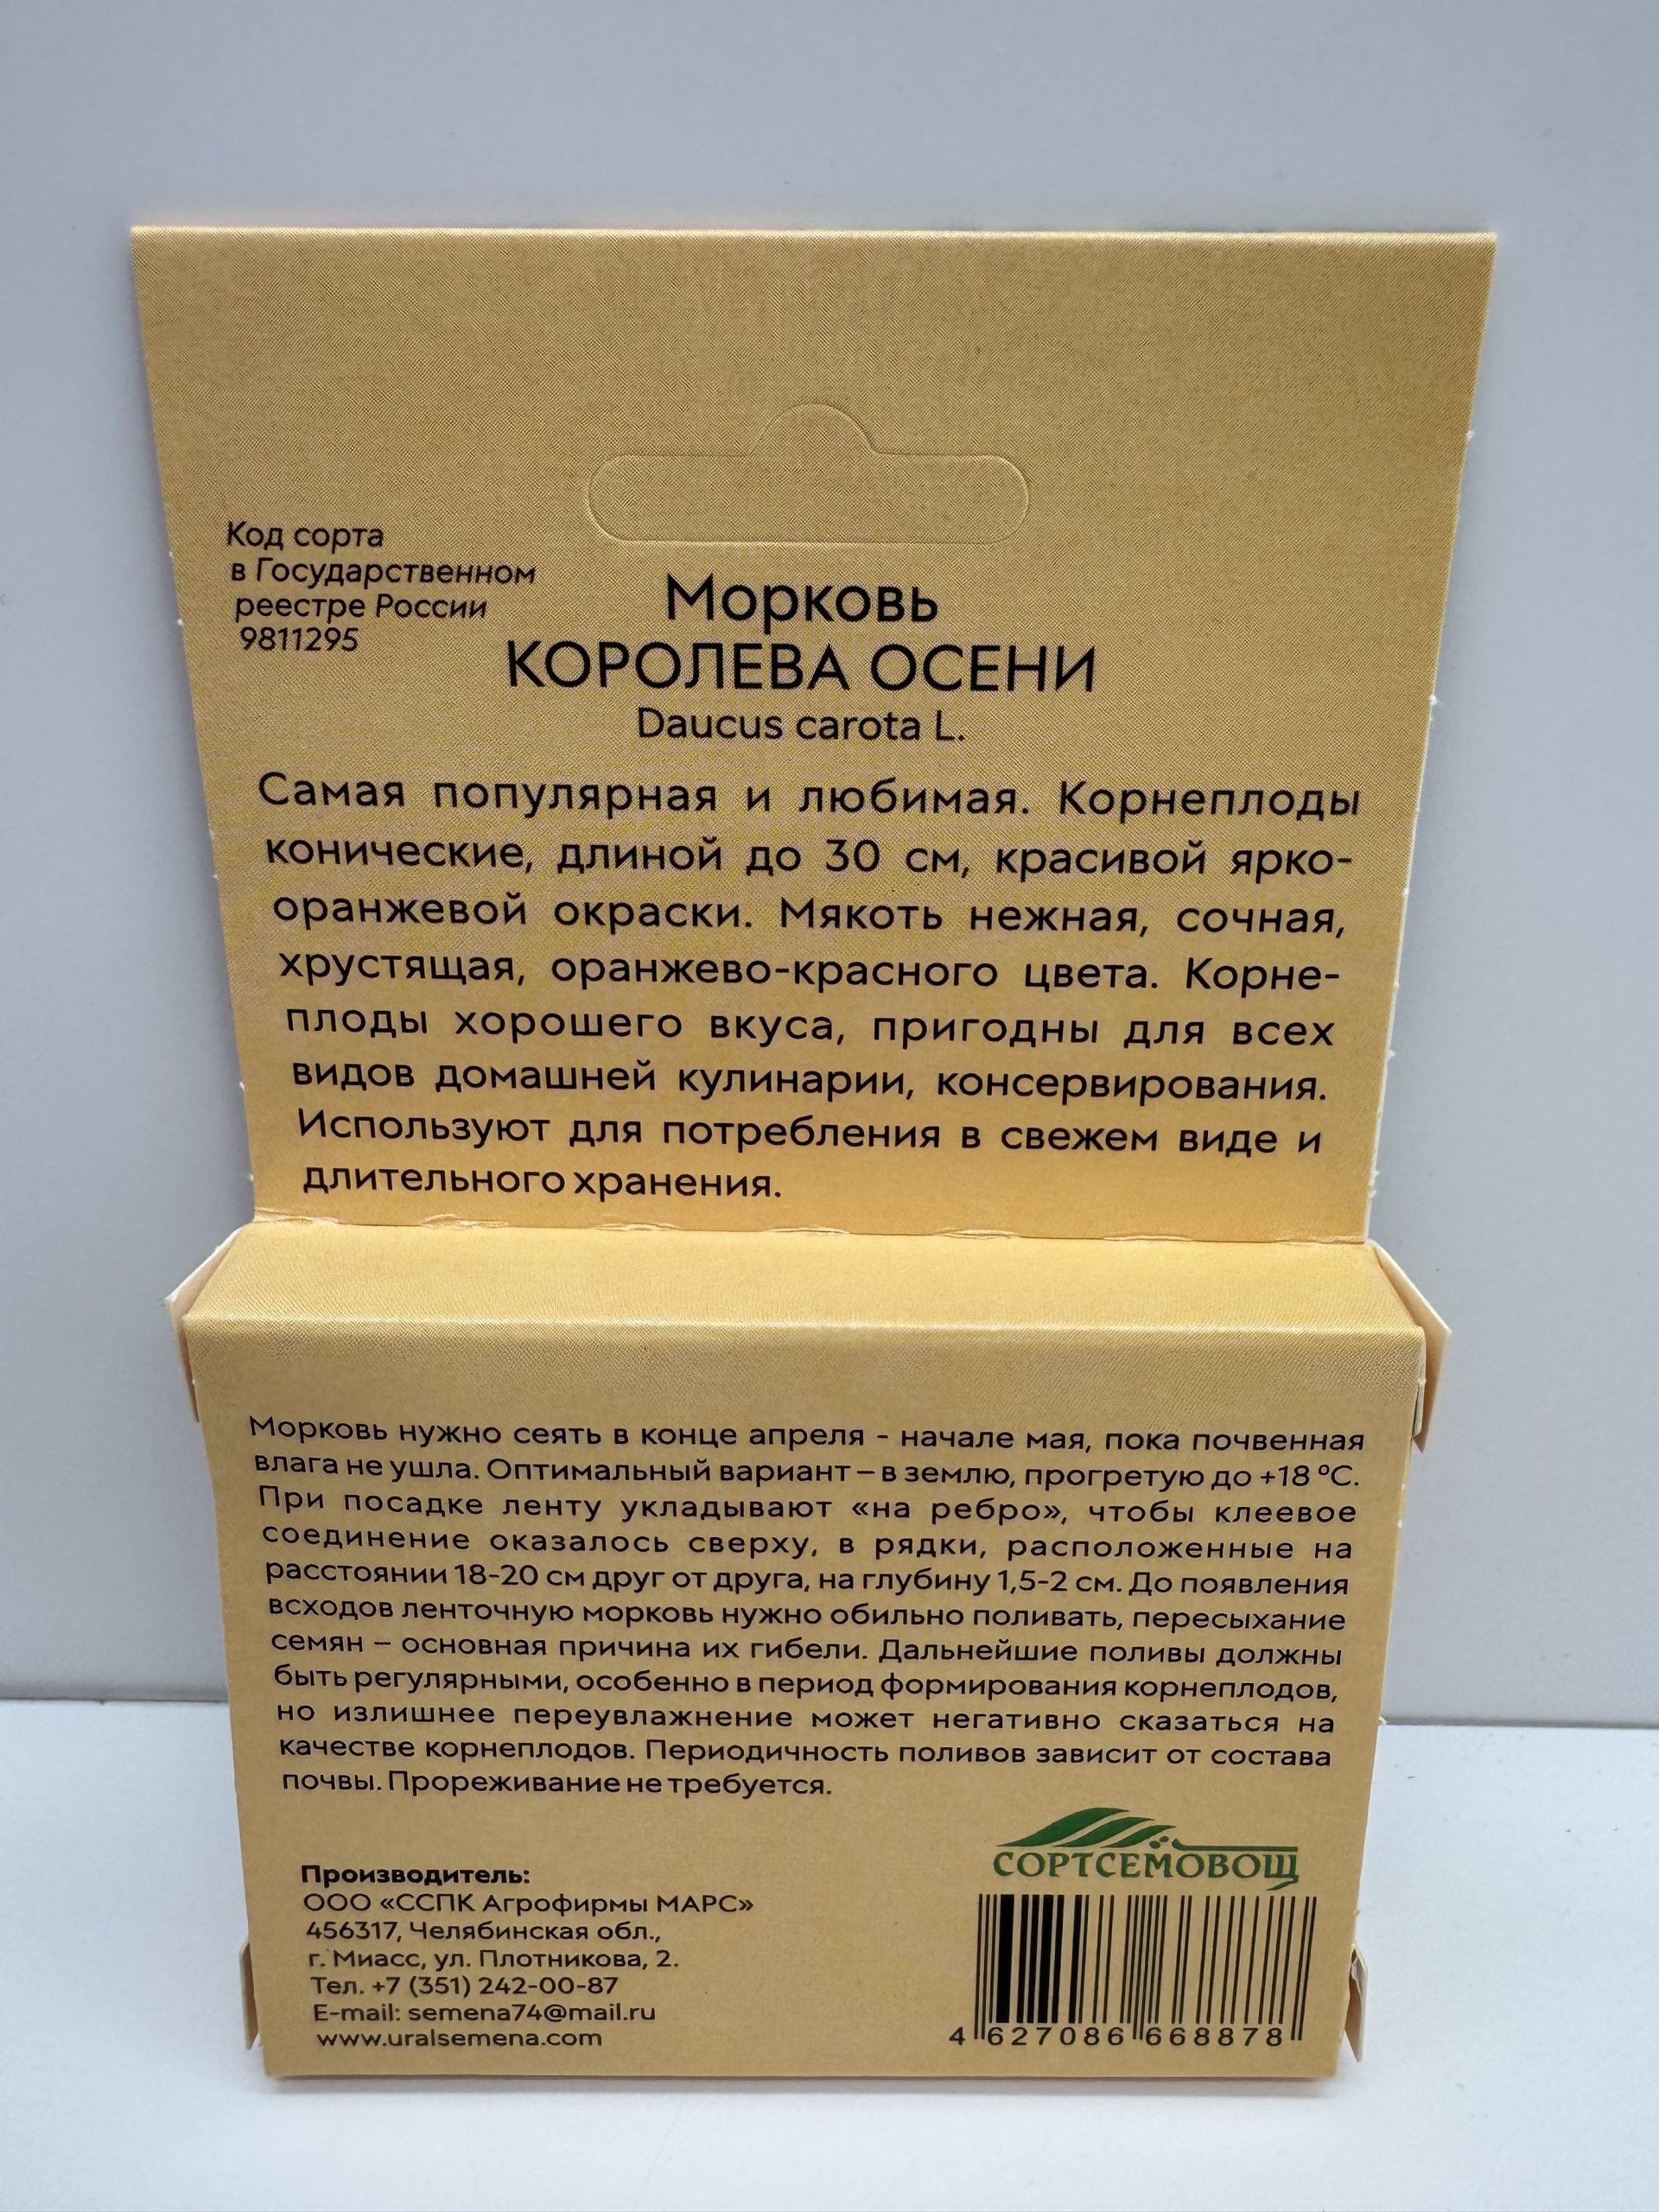 Код сорта
в Государственном
реестре России
9811295
Морковь
КОРОЛЕВА ОСЕНИ
Daucus carota L.
Самая популярная и любимая. Корнеплоды
конические, длиной до 30 см, красивой ярко-
оранжевой окраски. Мякоть нежная, сочная,
хрустящая, оранжево-красного цвета. Корне-
плоды хорошего вкуса, пригодны для всех
видов домашней кулинарии, консервирования.
Используют для потребления в свежем виде и
длительного хранения.
Морковь нужно сеять в конце апреля - начале мая, пока почвенная
влага не ушла. Оптимальный вариант – в землю, прогретую до +18 °С.
При посадке ленту укладывают «на ребро», чтобы клеевое
соединение оказалось сверху, в рядки, расположенные на
расстоянии 18-20 см друг от друга, на глубину 1,5-2 см. До появления
всходов ленточную морковь нужно обильно поливать, пересыхание
семян – основная причина их гибели. Дальнейшие поливы должны
быть регулярными, особенно в период формирования корнеплодов,
но излишнее переувлажнение может негативно сказаться на
качестве корнеплодов. Периодичность поливов зависит от состава
почвы. Прореживание не требуется.
Производитель:
ООО «ССПК Агрофирмы МАРС»
456317, Челябинская обл.,
г. Миасс, ул. Плотникова, 2.
Тел. +7 (351) 242-00-87
E-mail: semena74@mail.ru
www.uralsemena.com
СОРТСЕМОВОЩ
4 627086 668878